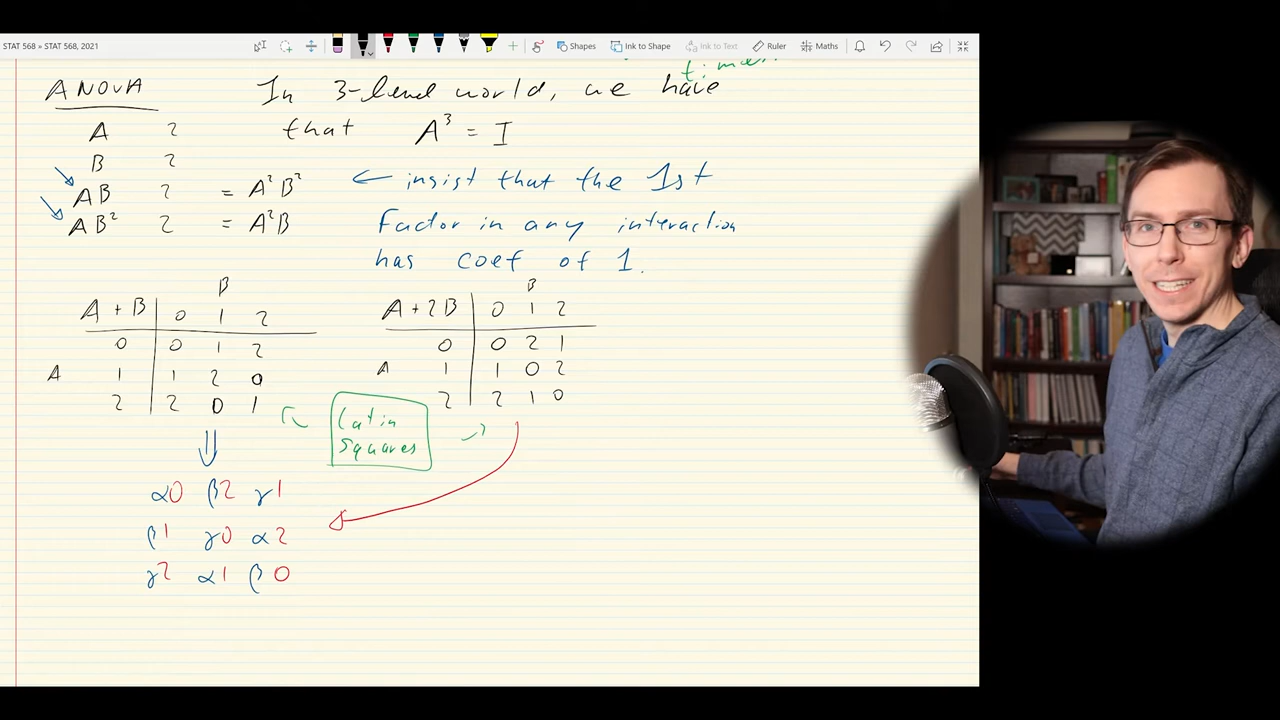 STAT 568 » STAT 568, 2021
Shapes Ink to Shape Ink to Text Ruler Maths
times.
ANOVA In 3-level world, we have
that A³ = I
A 2
B 2
AB 2 = A²B² ← insist that the 1st
AB² 2 = A²B Factor in any interaction
has coef of 1.
B
A + B 0 1 2
0 0 1 2
A 1 1 2 0
2 2 0 1
B
A + 2B 0 1 2
0 0 2 1
A 1 1 0 2
2 2 1 0
Latin
Squares
α0 β2 γ1
β1 γ0 α2
γ2 α1 β0